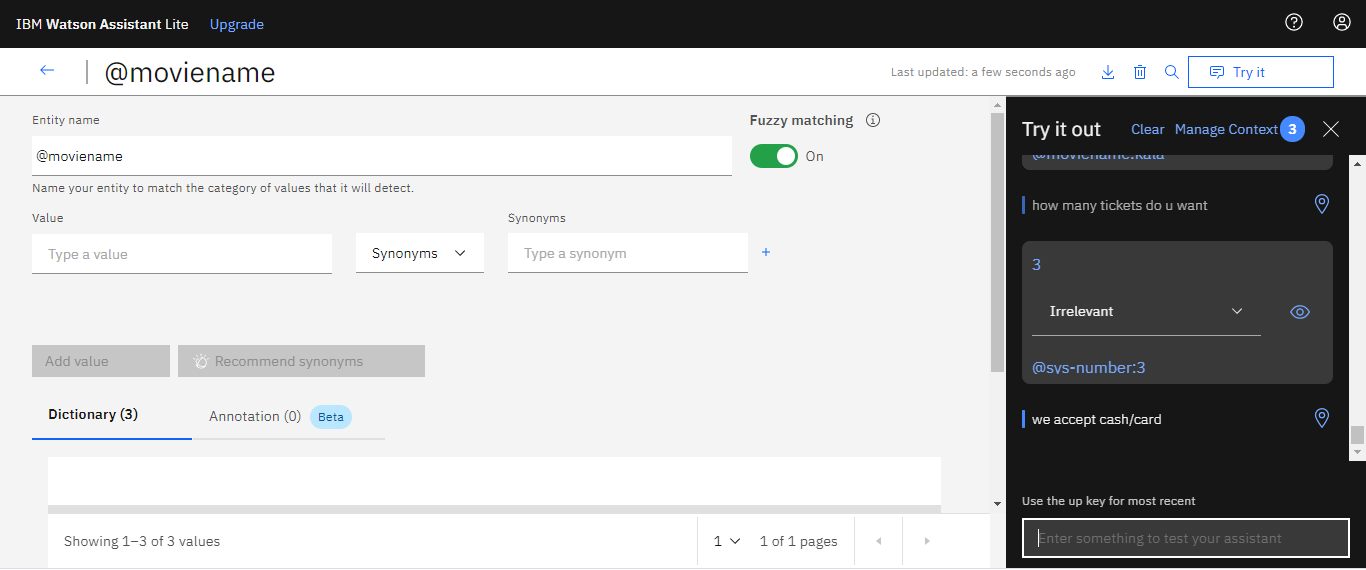 IBM Watson Assistant Lite Upgrade
@moviename
Last updated: a few seconds ago
Try it
Entity name
@moviename
Name your entity to match the category of values that it will detect.
Fuzzy matching
On
Value
Synonyms
Type a value
Synonyms
Type a synonym
+
Add value
Recommend synonyms
Dictionary (3)
Annotation (0) Beta
Showing 1–3 of 3 values
1
1 of 1 pages
Try it out
Clear
Manage Context 3
@moviename:kala
how many tickets do u want
3
Irrelevant
@sys-number:3
we accept cash/card
Use the up key for most recent
Enter something to test your assistant